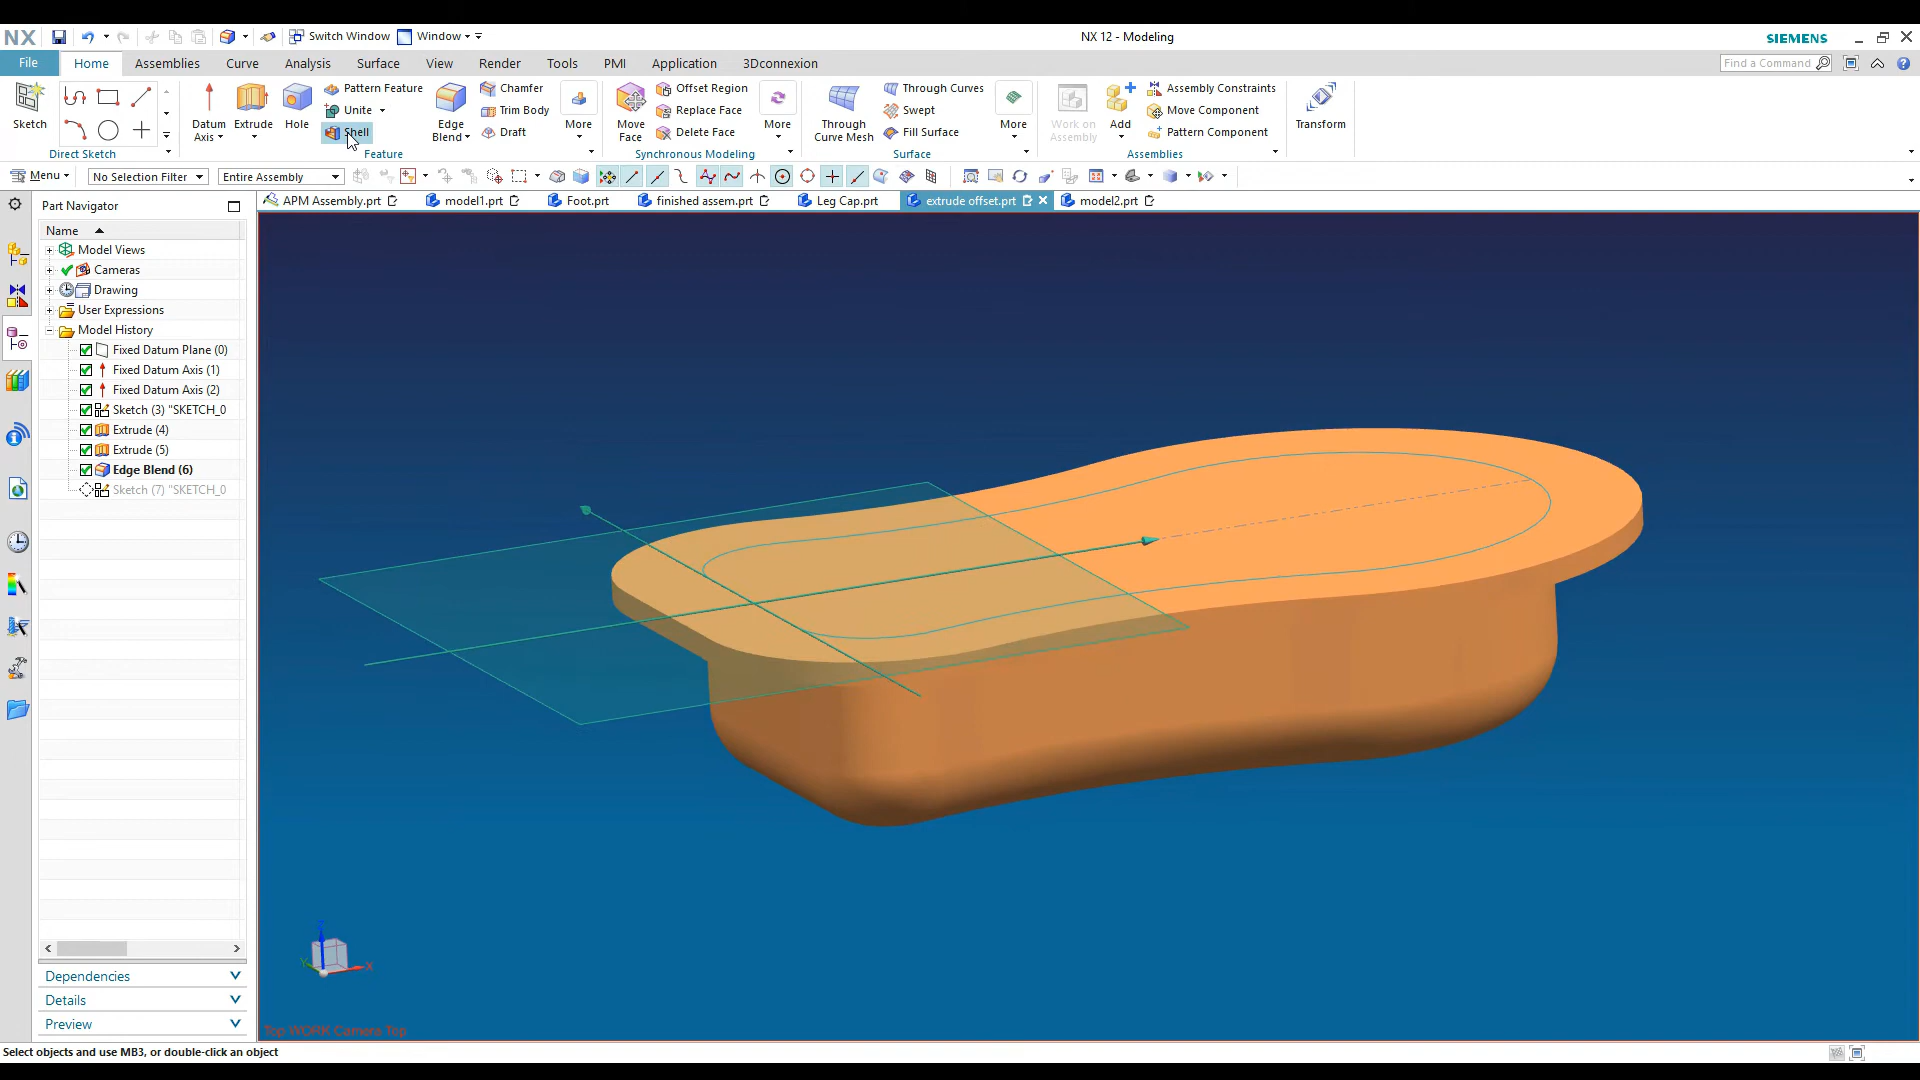 NX Switch Window Window NX 12 - Modeling SIEMENS
File Home Assemblies Curve Analysis Surface View Render Tools PMI Application 3Dconnexion Find a Command
Sketch Datum Axis Extrude Hole Pattern Feature Unite Shell Edge Blend Chamfer Trim Body Draft More Move Face Offset Region Replace Face Delete Face More Through Curve Mesh Through Curves Swept Fill Surface More Work on Assembly Add Assembly Constraints Move Component Pattern Component Transform
Direct Sketch Feature Synchronous Modeling Surface Assemblies
Menu No Selection Filter Entire Assembly
APM Assembly.prt model1.prt Foot.prt finished assem.prt Leg Cap.prt extrude offset.prt model2.prt
Part Navigator
Name
Model Views
Cameras
Drawing
User Expressions
Model History
Fixed Datum Plane (0)
Fixed Datum Axis (1)
Fixed Datum Axis (2)
Sketch (3) "SKETCH_0
Extrude (4)
Extrude (5)
Edge Blend (6)
Sketch (7) "SKETCH_0
Dependencies
Details
Preview
Z
Y
X
Top WORK Camera Top
Select objects and use MB3, or double-click an object